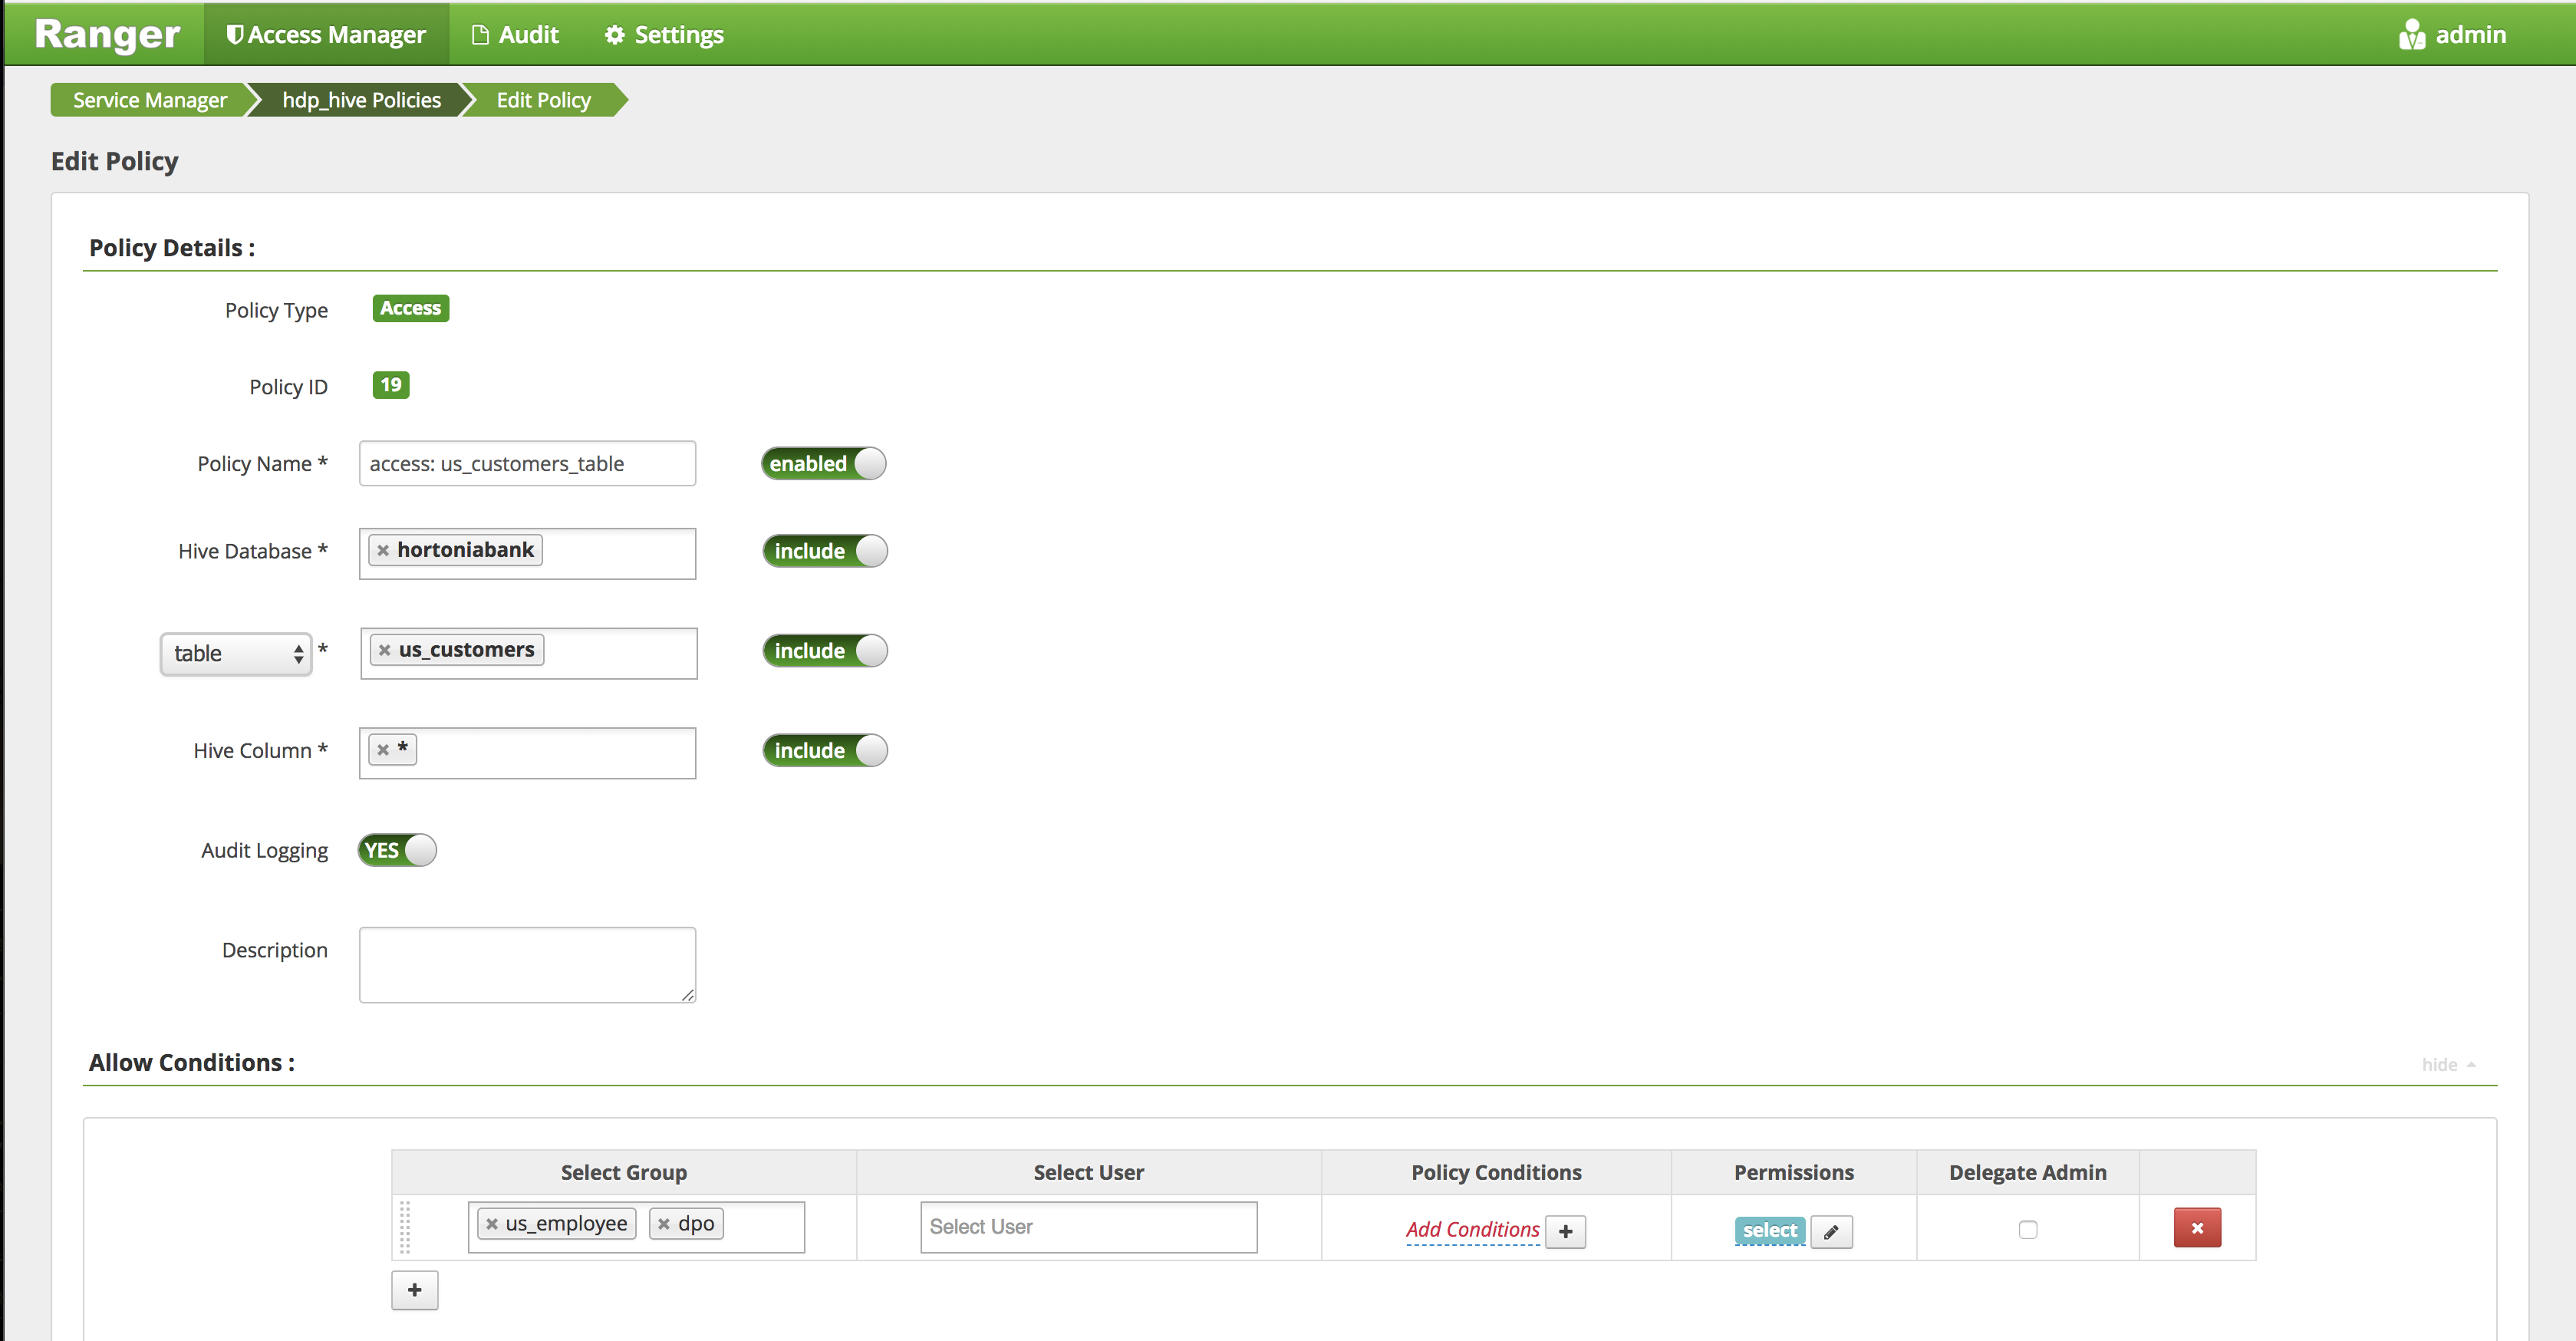 Ranger Access Manager Audit Settings admin
Service Manager hdp_hive Policies Edit Policy
Edit Policy
Policy Details :
Policy Type Access
Policy ID 19
Policy Name * access: us_customers_table enabled
Hive Database * × hortoniabank include
table * × us_customers include
Hive Column * × * include
Audit Logging YES
Description
Allow Conditions : hide
Select Group Select User Policy Conditions Permissions Delegate Admin
× us_employee × dpo Select User Add Conditions + select ×
+